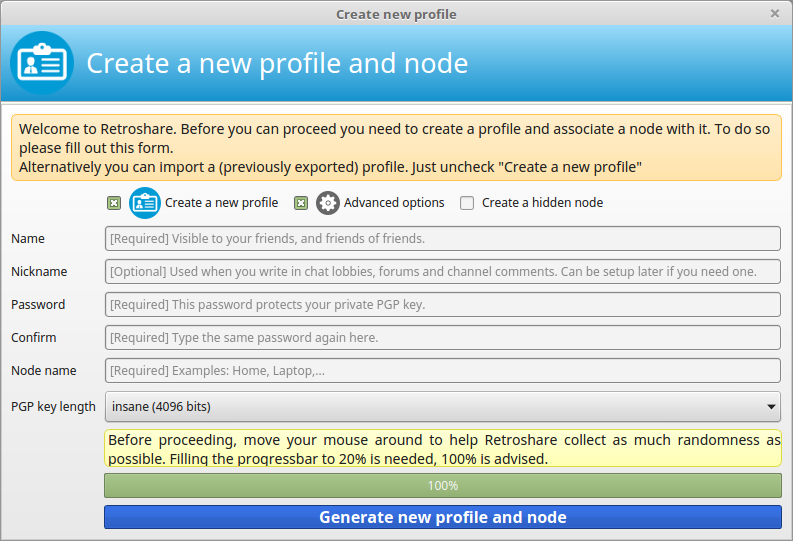 Create new profile
Create a new profile and node
Welcome to Retroshare. Before you can proceed you need to create a profile and associate a node with it. To do so
please fill out this form.
Alternatively you can import a (previously exported) profile. Just uncheck "Create a new profile"
Create a new profile Advanced options Create a hidden node
Name [Required] Visible to your friends, and friends of friends.
Nickname [Optional] Used when you write in chat lobbies, forums and channel comments. Can be setup later if you need one.
Password [Required] This password protects your private PGP key.
Confirm [Required] Type the same password again here.
Node name [Required] Examples: Home, Laptop,...
PGP key length insane (4096 bits)
Before proceeding, move your mouse around to help Retroshare collect as much randomness as
possible. Filling the progressbar to 20% is needed, 100% is advised.
100%
Generate new profile and node